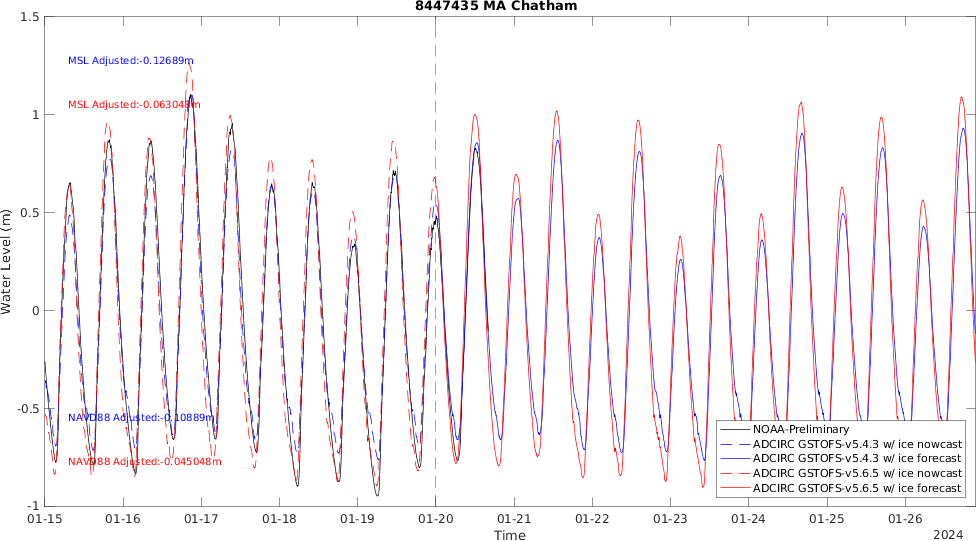 8447435 MA Chatham
1.5
1
0.5
0
-0.5
-1
Water Level (m)
MSL Adjusted:-0.12689m
MSL Adjusted:-0.063048m
NAVD88 Adjusted:-0.10889m
NAVD88 Adjusted:-0.045048m
NOAA-Preliminary
ADCIRC GSTOFS-v5.4.3 w/ ice nowcast
ADCIRC GSTOFS-v5.4.3 w/ ice forecast
ADCIRC GSTOFS-v5.6.5 w/ ice nowcast
ADCIRC GSTOFS-v5.6.5 w/ ice forecast
01-15 01-16 01-17 01-18 01-19 01-20 01-21 01-22 01-23 01-24 01-25 01-26
Time
2024